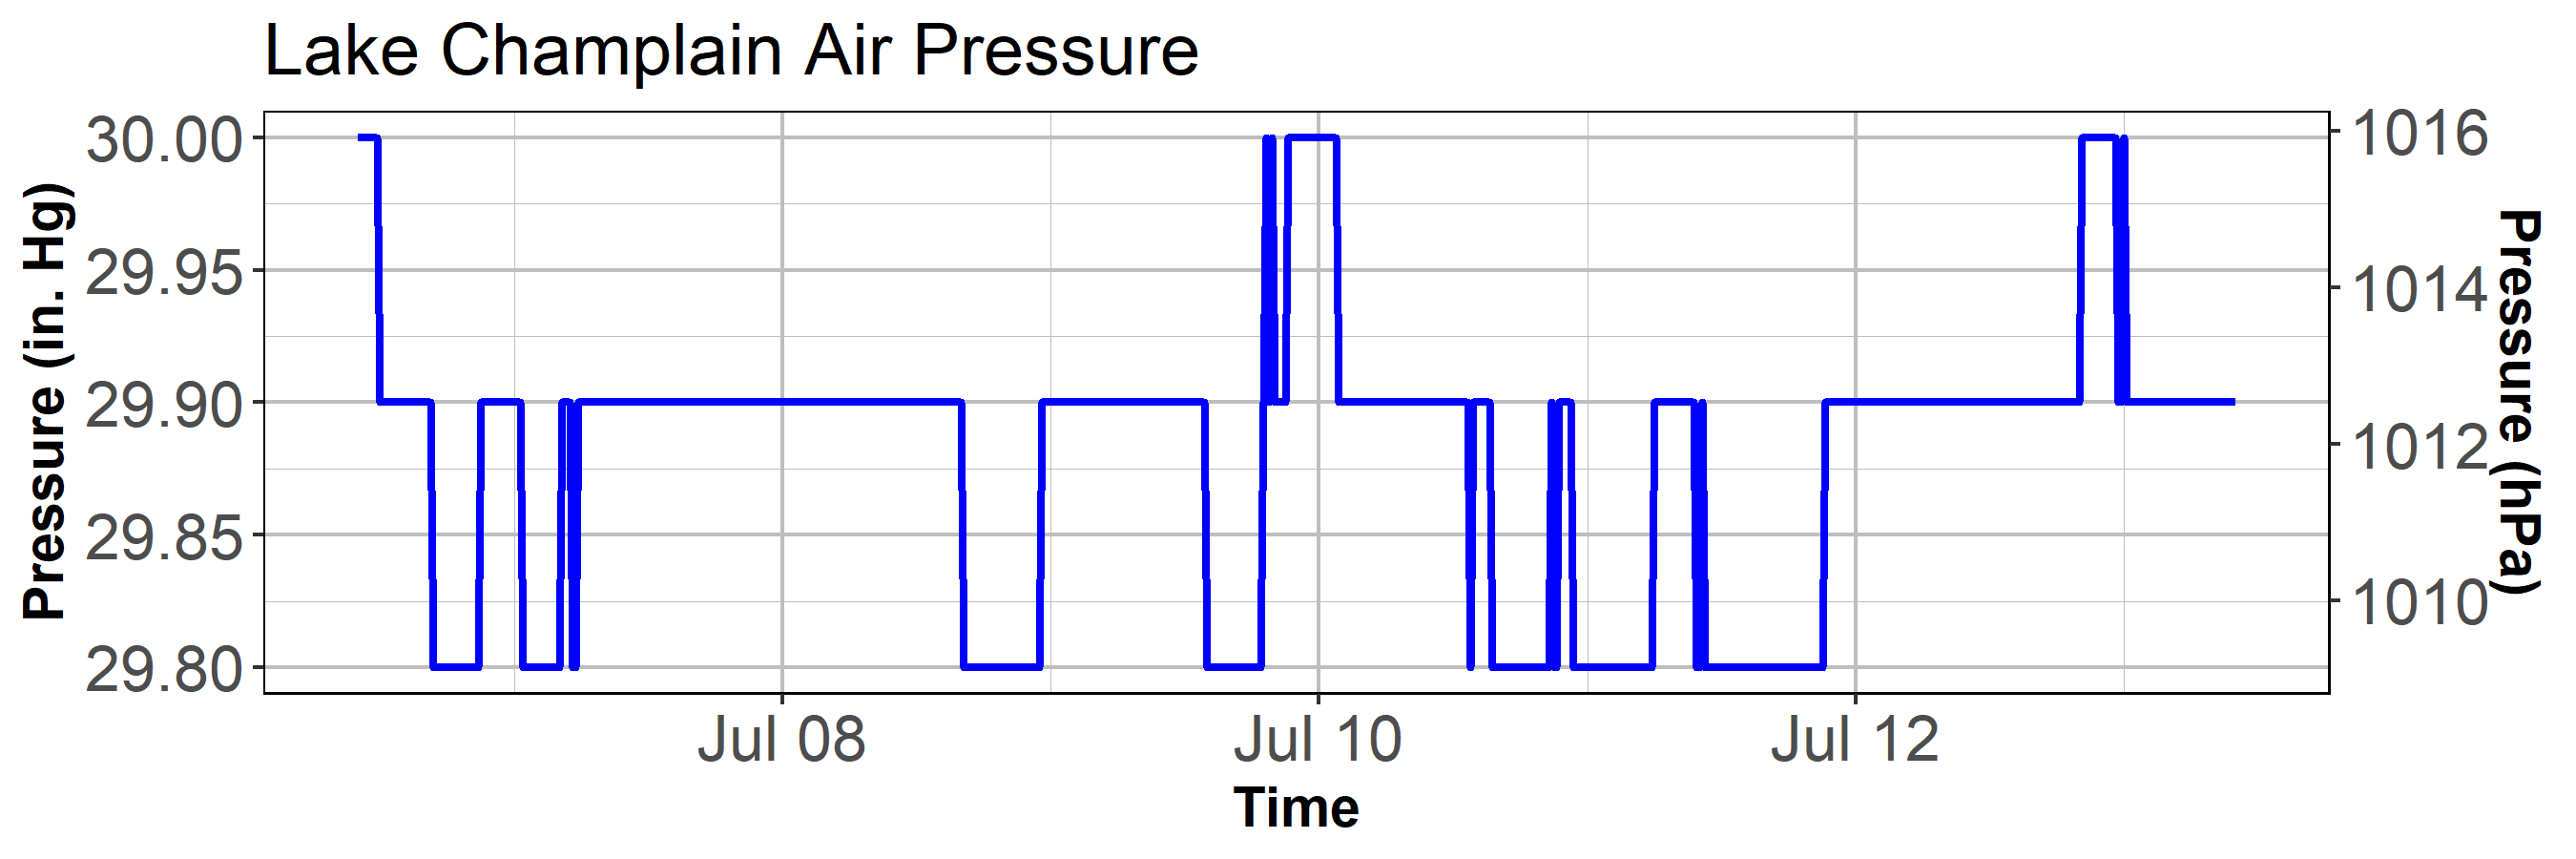 Lake Champlain Air Pressure
Pressure (in. Hg)
30.00
29.95
29.90
29.85
29.80
1016
1014
1012
1010
Pressure (hPa)
Jul 08
Jul 10
Jul 12
Time